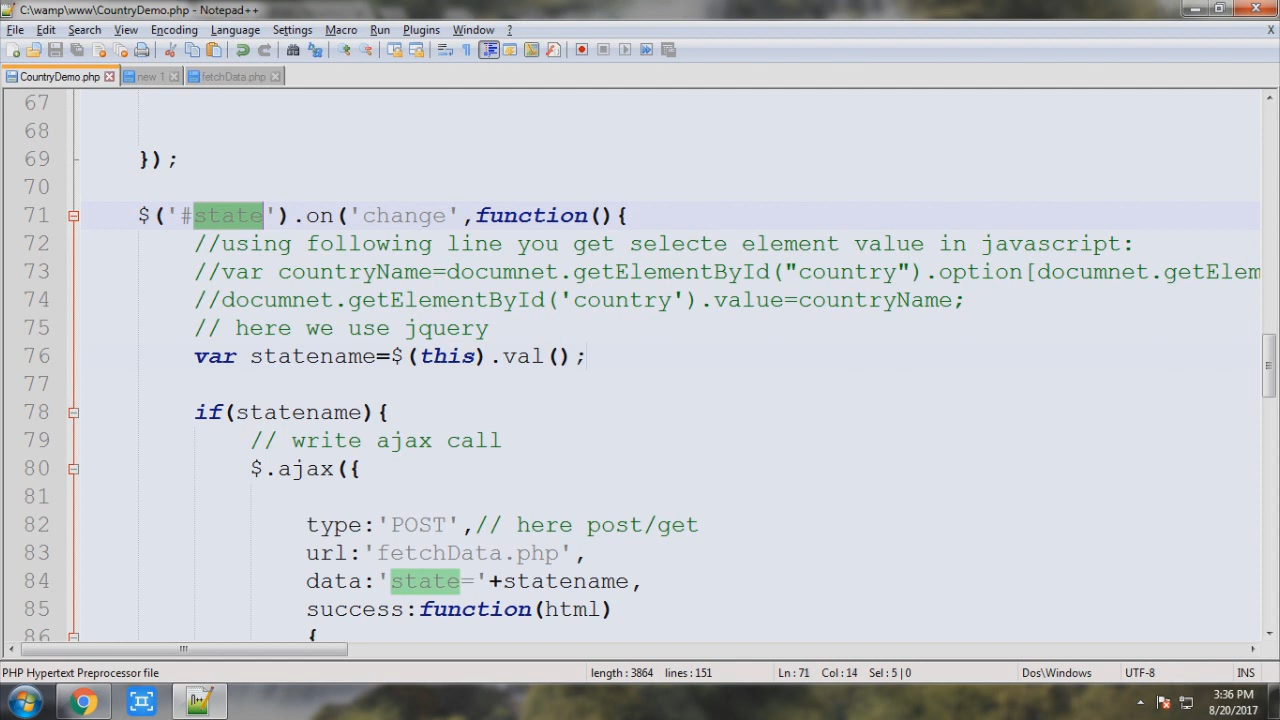 C:\wamp\www\CountryDemo.php - Notepad++
File Edit Search View Encoding Language Settings Macro Run Plugins Window ? X
CountryDemo.php new 1 fetchData.php
67
68
69 });
70
71 $('#state').on('change',function(){
72 //using following line you get selecte element value in javascript:
73 //var countryName=documnet.getElementById("country").option[documnet.getElem
74 //documnet.getElementById('country').value=countryName;
75 // here we use jquery
76 var statename=$(this).val();
77
78 if(statename){
79 // write ajax call
80 $.ajax({
81
82 type:'POST',// here post/get
83 url:'fetchData.php',
84 data:'state='+statename,
85 success:function(html)
86 {
PHP Hypertext Preprocessor file length : 3864 lines : 151 Ln : 71 Col : 14 Sel : 5 | 0 Dos\Windows UTF-8 INS
3:36 PM
8/20/2017